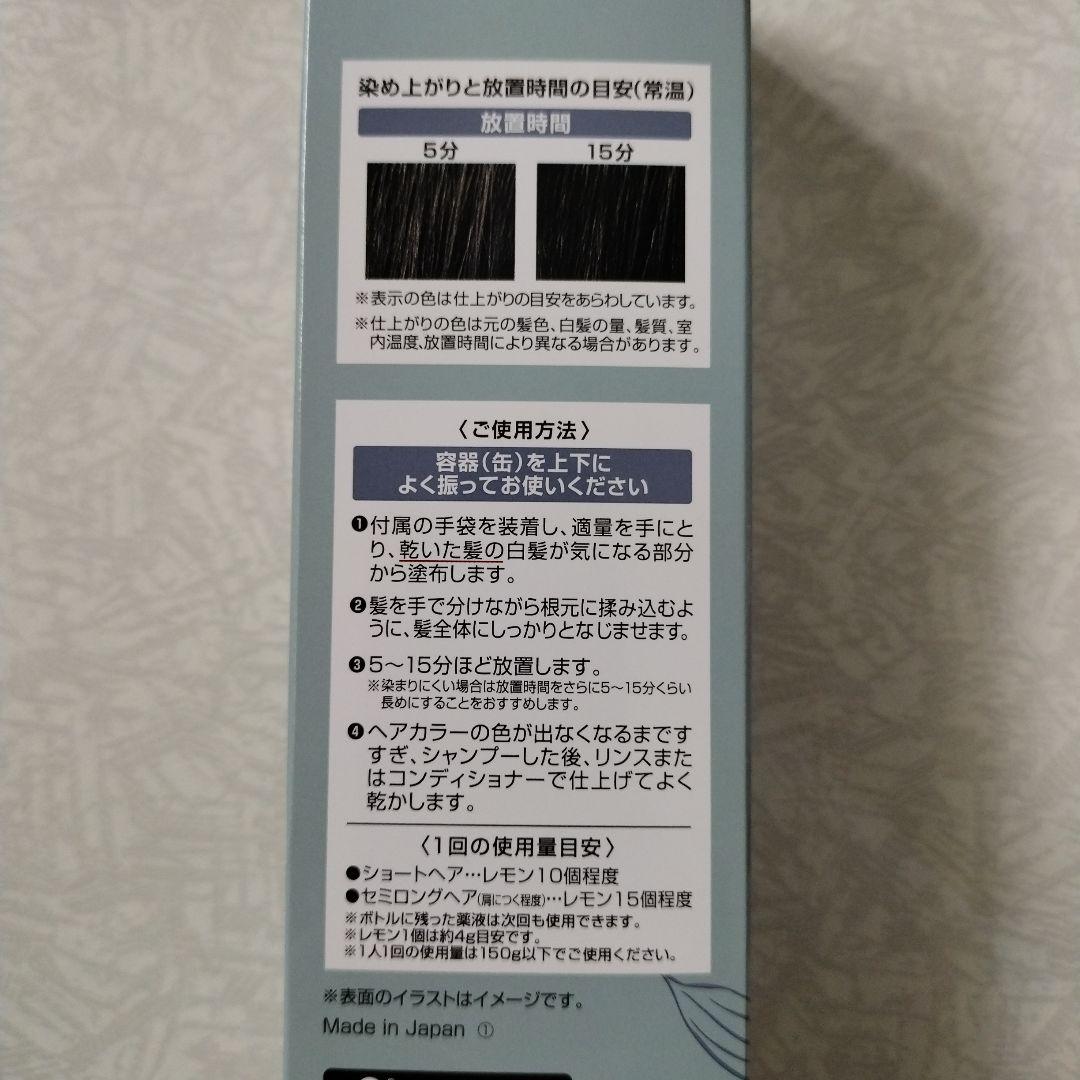 染め上がりと放置時間の目安(常温)
放置時間
5分 15分
※表示の色は仕上がりの目安をあらわしています。
※仕上がりの色は元の髪色、白髪の量、髪質、室
内温度、放置時間により異なる場合があります。
〈ご使用方法〉
容器(缶)を上下に
よく振ってお使いください
❶付属の手袋を装着し、適量を手にと
り、乾いた髪の白髪が気になる部分
から塗布します。
❷髪を手で分けながら根元に揉み込むよ
うに、髪全体にしっかりとなじませます。
❸5〜15分ほど放置します。
※染まりにくい場合は放置時間をさらに5〜15分くらい
長めにすることをおすすめします。
❹ヘアカラーの色が出なくなるまです
すぎ、シャンプーした後、リンスまた
はコンディショナーで仕上げてよく
乾かします。
〈1回の使用量目安〉
●ショートヘア…レモン10個程度
●セミロングヘア(肩につく程度)…レモン15個程度
※ボトルに残った薬液は次回も使用できます。
※レモン1個は約4g目安です。
※1人1回の使用量は150g以下でご使用ください。
※表面のイラストはイメージです。
Made in Japan ①